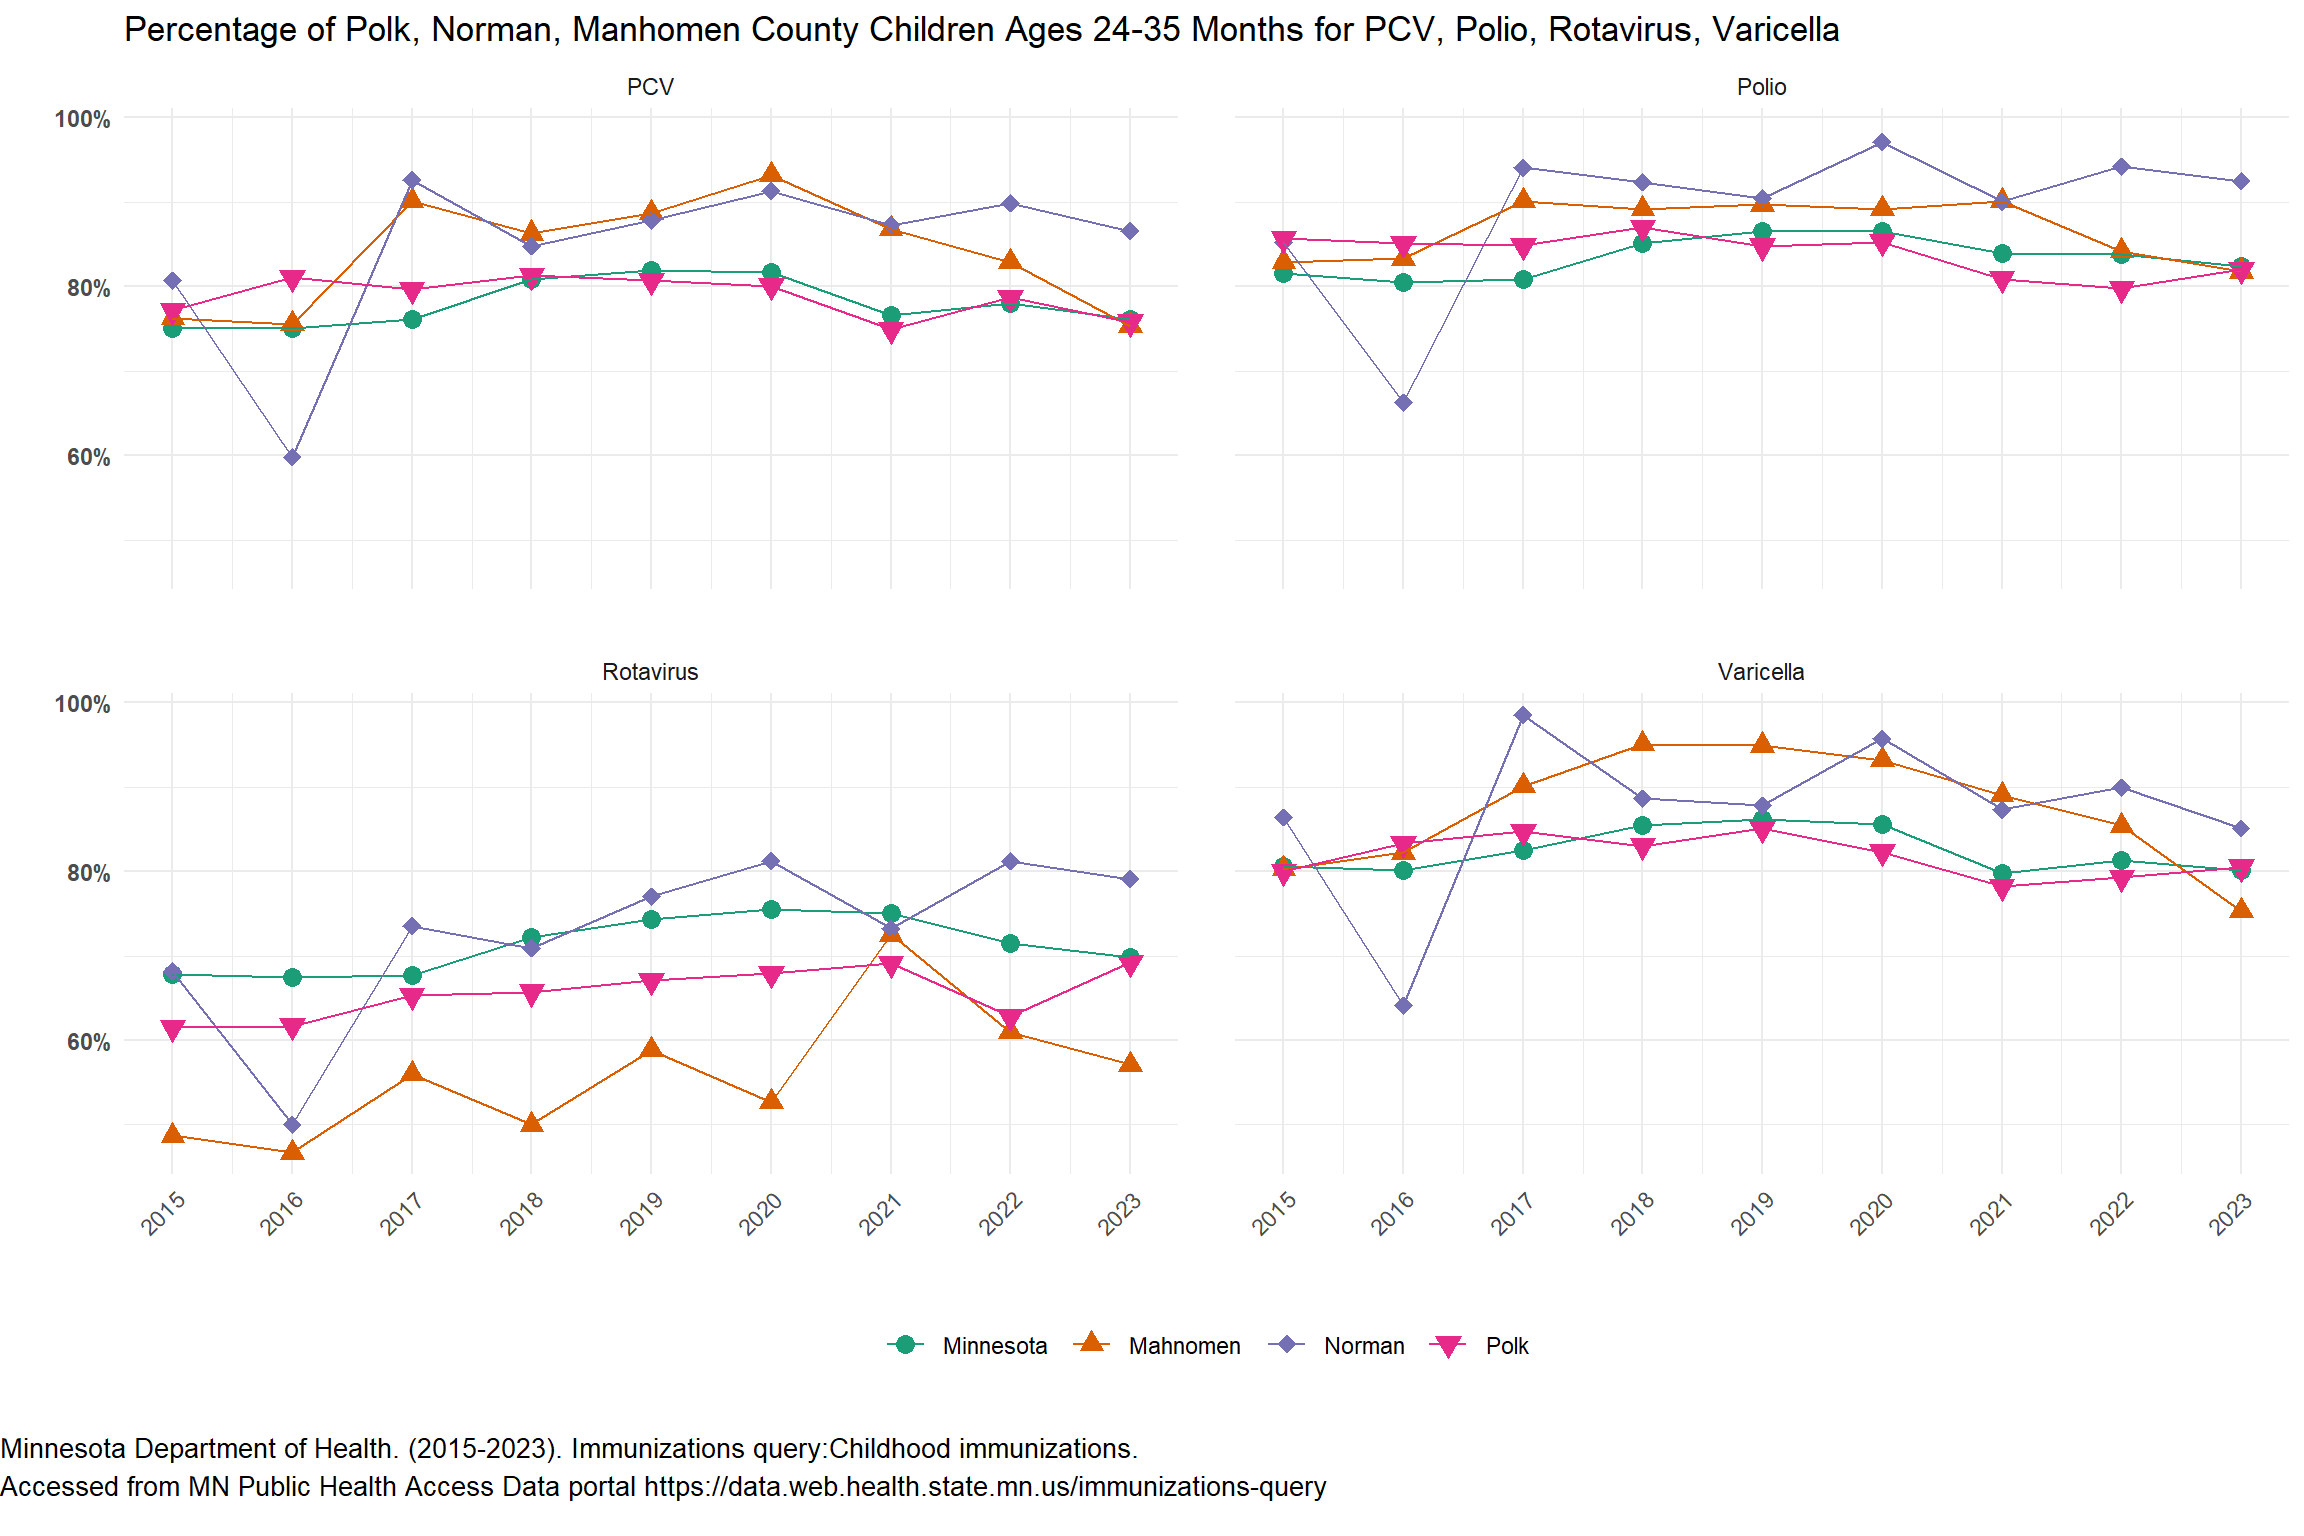 Percentage of Polk, Norman, Manhomen County Children Ages 24-35 Months for PCV, Polio, Rotavirus, Varicella
PCV
Polio
100%
80%
60%
Rotavirus
Varicella
100%
80%
60%
2015 2016 2017 2018 2019 2020 2021 2022 2023
2015 2016 2017 2018 2019 2020 2021 2022 2023
Minnesota Mahnomen Norman Polk
Minnesota Department of Health. (2015-2023). Immunizations query:Childhood immunizations.
Accessed from MN Public Health Access Data portal https://data.web.health.state.mn.us/immunizations-query